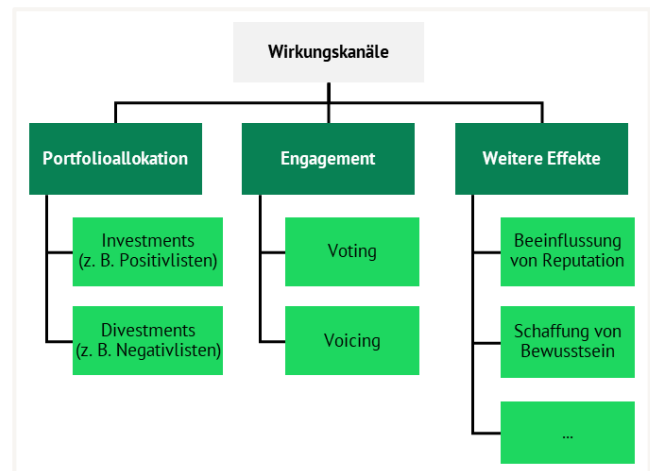 Wirkungskanäle
Portfolioallokation
Engagement
Weitere Effekte
Investments
(z. B. Positivlisten)
Divestments
(z. B. Negativlisten)
Voting
Voicing
Beeinflussung
von Reputation
Schaffung von
Bewusstsein
...